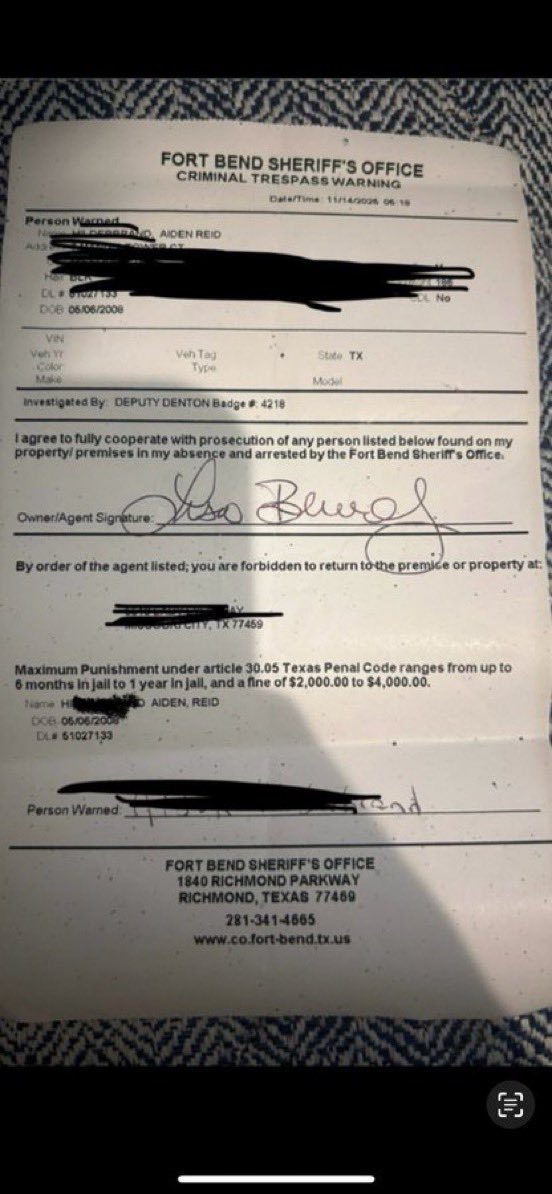 FORT BEND SHERIFF'S OFFICE
CRIMINAL TRESPASS WARNING
Date/Time:
Person Warned
AIDEN REID
DL #
No
DOB
VIN
Veh Yr Veh Tag State TX
Color Type
Make Model
Investigated By: DEPUTY DENTON Badge #: 4218
I agree to fully cooperate with prosecution of any person listed below found on my
property/ premises in my absence and arrested by the Fort Bend Sheriff's Office.
Owner/Agent Signature:
By order of the agent listed; you are forbidden to return to the premise or property at:
TX 77459
Maximum Punishment under article 30.05 Texas Penal Code ranges from up to
6 months in jail to 1 year in jail, and a fine of $2,000.00 to $4,000.00.
Name AIDEN, REID
DOB
DL# 51027133
Person Warned:
FORT BEND SHERIFF'S OFFICE
1840 RICHMOND PARKWAY
RICHMOND, TEXAS 77469
281-341-4665
www.co.fort-bend.tx.us